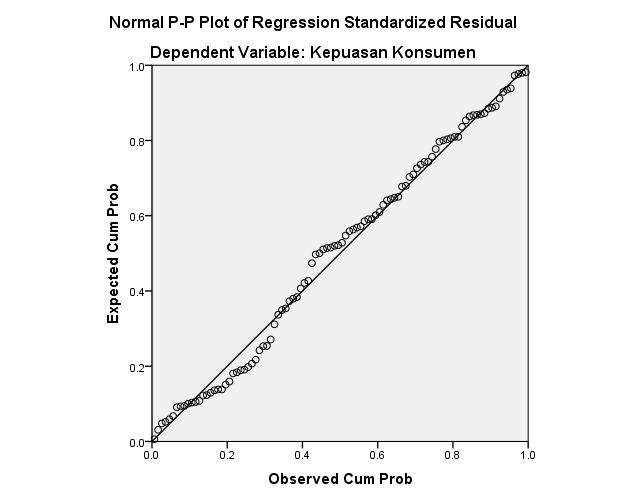 Normal P-P Plot of Regression Standardized Residual
Dependent Variable: Kepuasan Konsumen
1.0
0.8
0.6
0.4
0.2
0.0
Expected Cum Prob
0.0 0.2 0.4 0.6 0.8 1.0
Observed Cum Prob